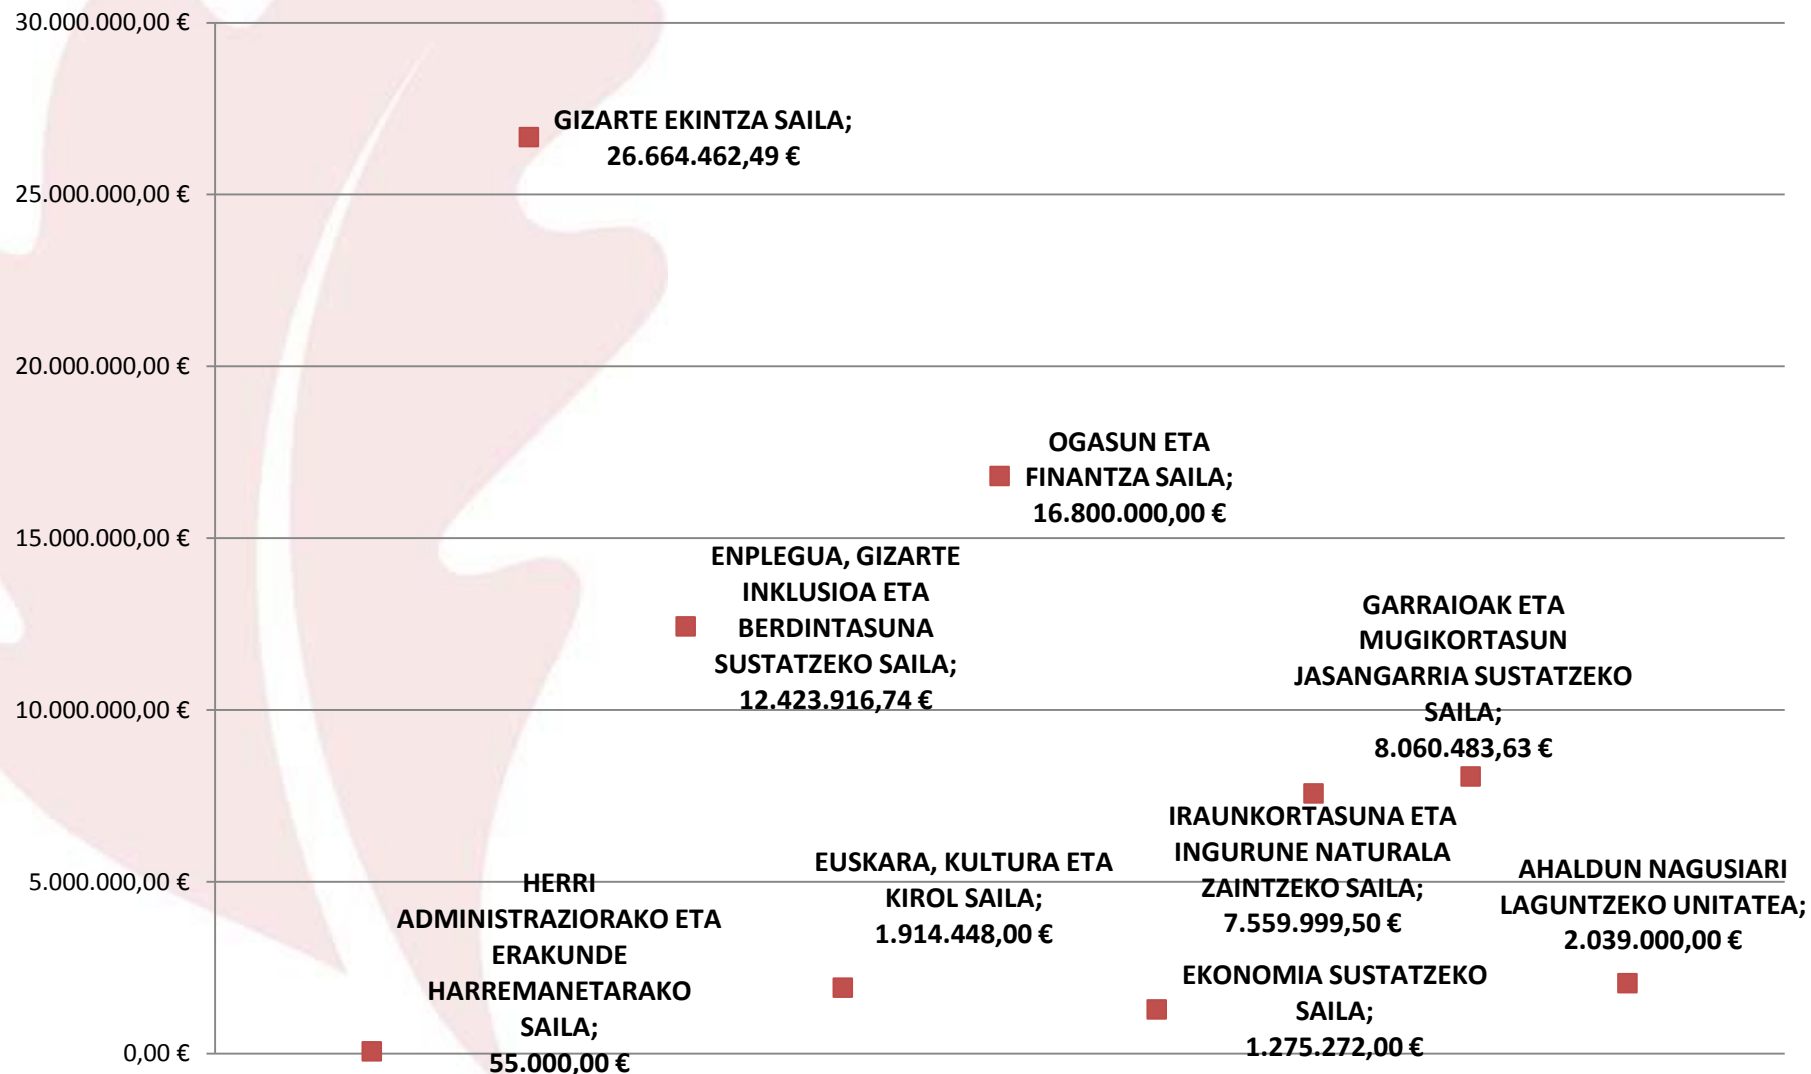 30.000.000,00 €
25.000.000,00 €
20.000.000,00 €
15.000.000,00 €
10.000.000,00 €
5.000.000,00 €
0,00 €
GIZARTE EKINTZA SAILA;
26.664.462,49 €
OGASUN ETA
FINANTZA SAILA;
16.800.000,00 €
ENPLEGUA, GIZARTE
INKLUSIOA ETA
BERDINTASUNA
SUSTATZEKO SAILA;
12.423.916,74 €
GARRAIOAK ETA
MUGIKORTASUN
JASANGARRIA SUSTATZEKO
SAILA;
8.060.483,63 €
IRAUNKORTASUNA ETA
INGURUNE NATURALA
ZAINTZEKO SAILA;
7.559.999,50 €
EUSKARA, KULTURA ETA
KIROL SAILA;
1.914.448,00 €
AHALDUN NAGUSIARI
LAGUNTZEKO UNITATEA;
2.039.000,00 €
HERRI
ADMINISTRAZIORAKO ETA
ERAKUNDE
HARREMANETARAKO
SAILA;
55.000,00 €
EKONOMIA SUSTATZEKO
SAILA;
1.275.272,00 €